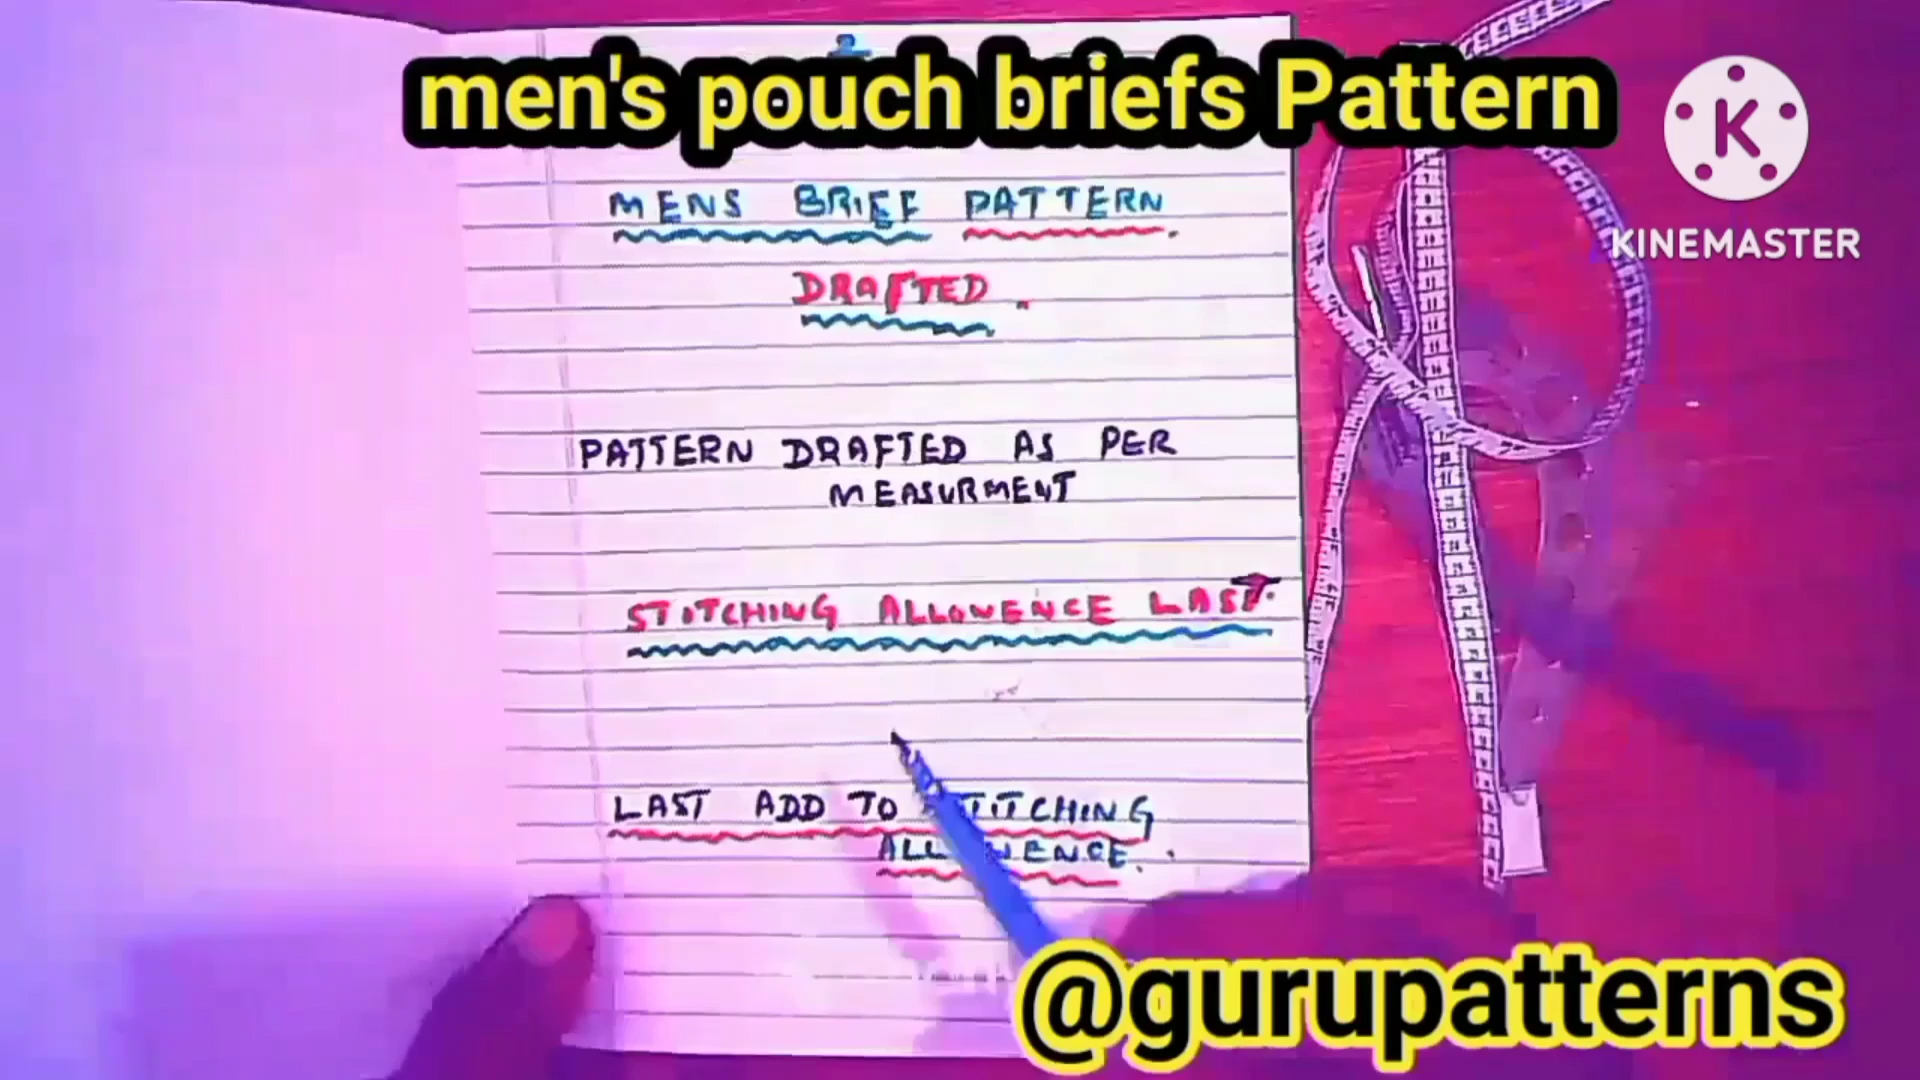 men's pouch briefs Pattern
K
KINEMASTER
MENS BRIEF PATTERN.
DRAFTED.
PATTERN DRAFTED AS PER
MEASURMENT
STITCHING ALLOWENCE LAST.
LAST ADD TO STITCHING
@gurupatterns